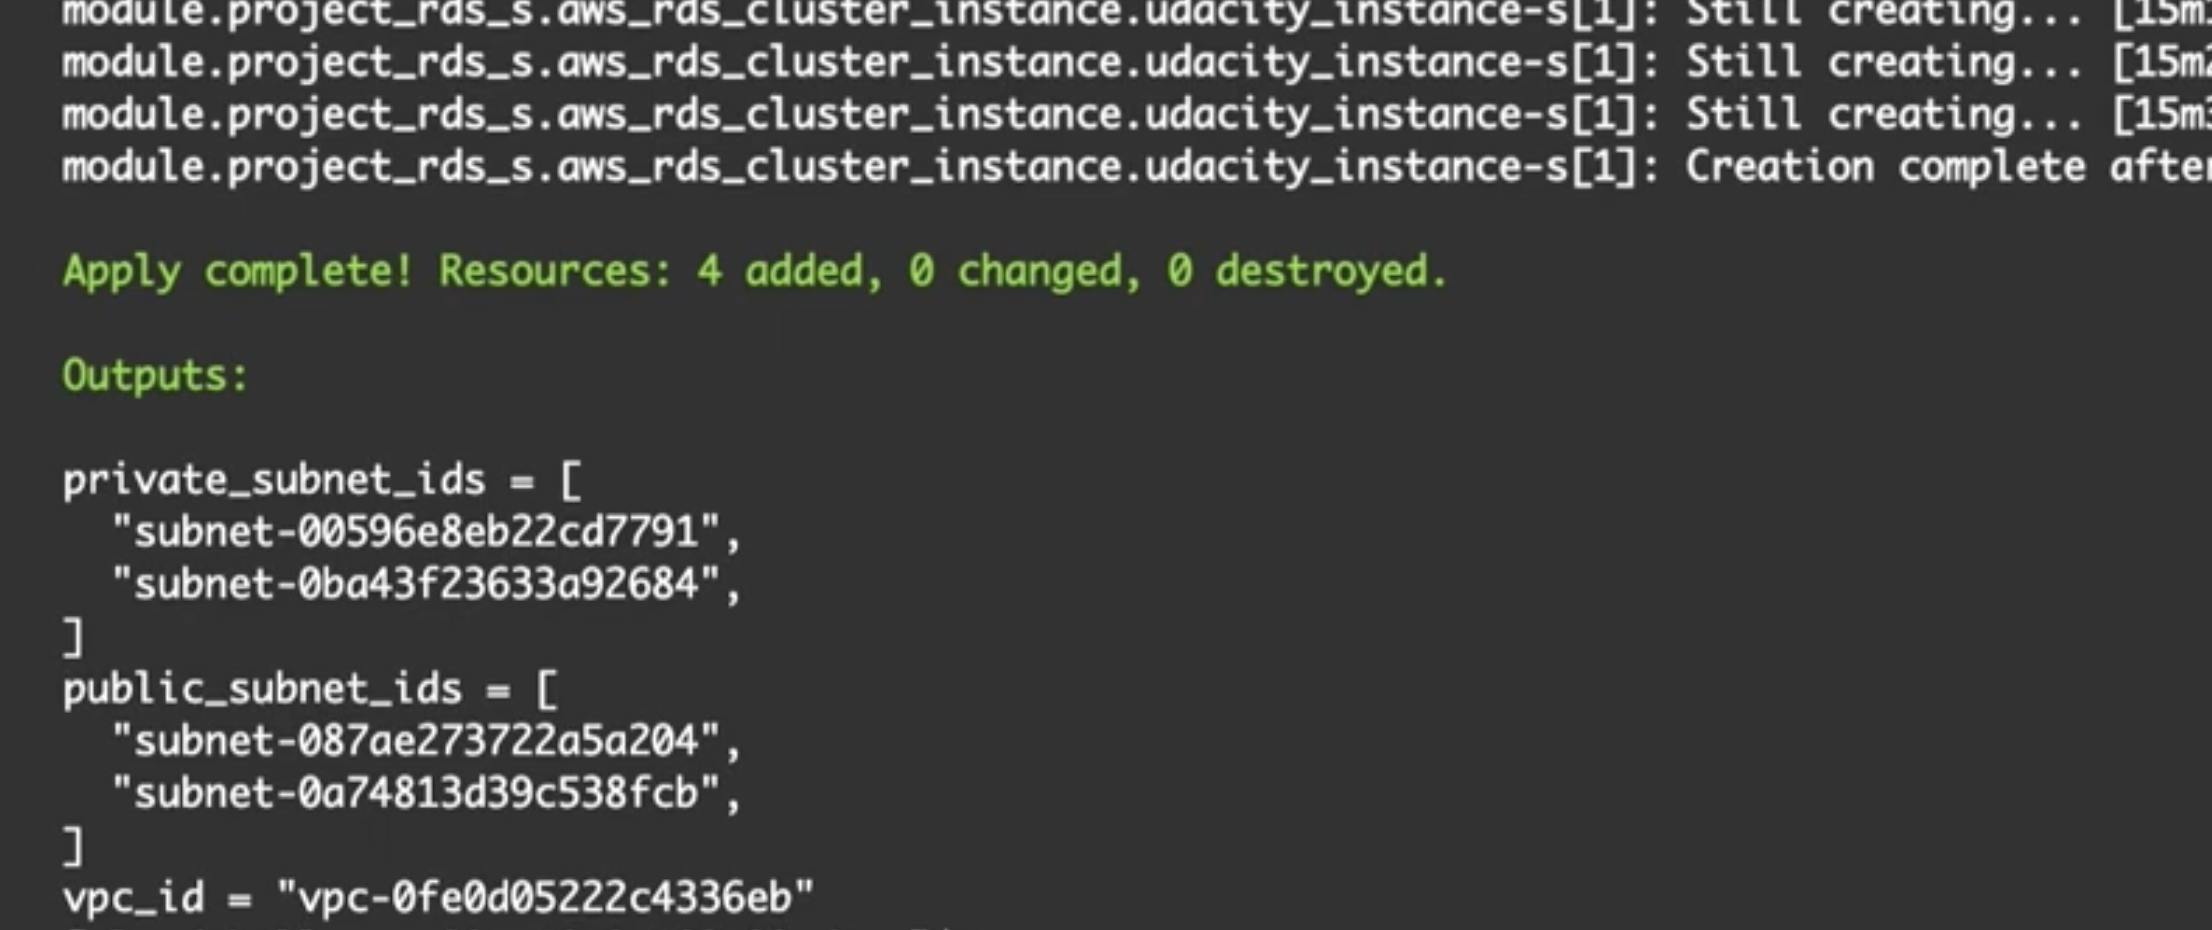 module.project_rds_s.aws_rds_cluster_instance.udacity_instance-s[1]: Still creating... [15m
module.project_rds_s.aws_rds_cluster_instance.udacity_instance-s[1]: Still creating... [15m2
module.project_rds_s.aws_rds_cluster_instance.udacity_instance-s[1]: Still creating... [15m3
module.project_rds_s.aws_rds_cluster_instance.udacity_instance-s[1]: Creation complete after

Apply complete! Resources: 4 added, 0 changed, 0 destroyed.

Outputs:

private_subnet_ids = [
  "subnet-00596e8eb22cd7791",
  "subnet-0ba43f23633a92684",
]
public_subnet_ids = [
  "subnet-087ae273722a5a204",
  "subnet-0a74813d39c538fcb",
]
vpc_id = "vpc-0fe0d05222c4336eb"